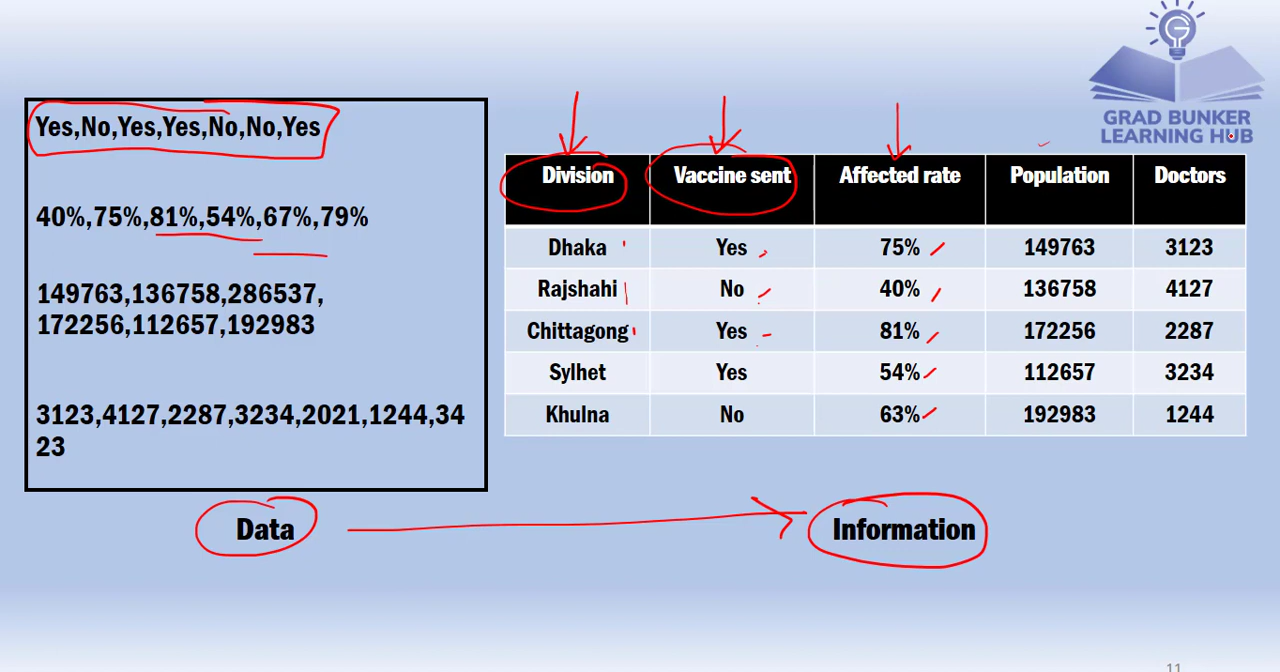 GRAD BUNKER
LEARNING HUB
Yes,No,Yes,Yes,No,No,Yes
40%,75%,81%,54%,67%,79%
149763,136758,286537,
172256,112657,192983
3123,4127,2287,3234,2021,1244,34
23
Data
Division Vaccine sent Affected rate Population Doctors
Dhaka Yes 75% 149763 3123
Rajshahi No 40% 136758 4127
Chittagong Yes 81% 172256 2287
Sylhet Yes 54% 112657 3234
Khulna No 63% 192983 1244
Information
11